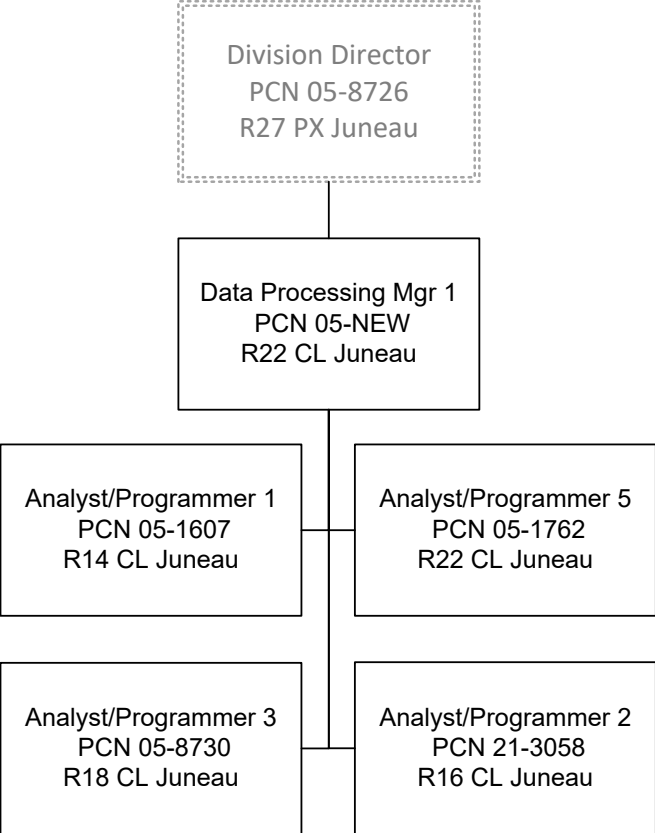 Division Director
PCN 05-8726
R27 PX Juneau
Data Processing Mgr 1
PCN 05-NEW
R22 CL Juneau
Analyst/Programmer 1
PCN 05-1607
R14 CL Juneau
Analyst/Programmer 5
PCN 05-1762
R22 CL Juneau
Analyst/Programmer 3
PCN 05-8730
R18 CL Juneau
Analyst/Programmer 2
PCN 21-3058
R16 CL Juneau